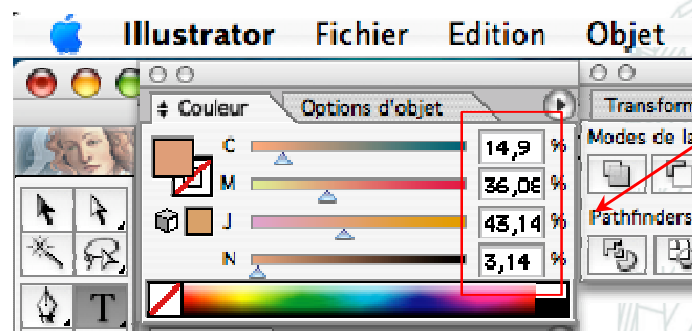 Illustrator Fichier Edition Objet
Couleur Options d'objet
Transform
C 14,9 %
Modes de la
M 36,08 %
J 43,14 %
Pathfinders
N 3,14 %
T